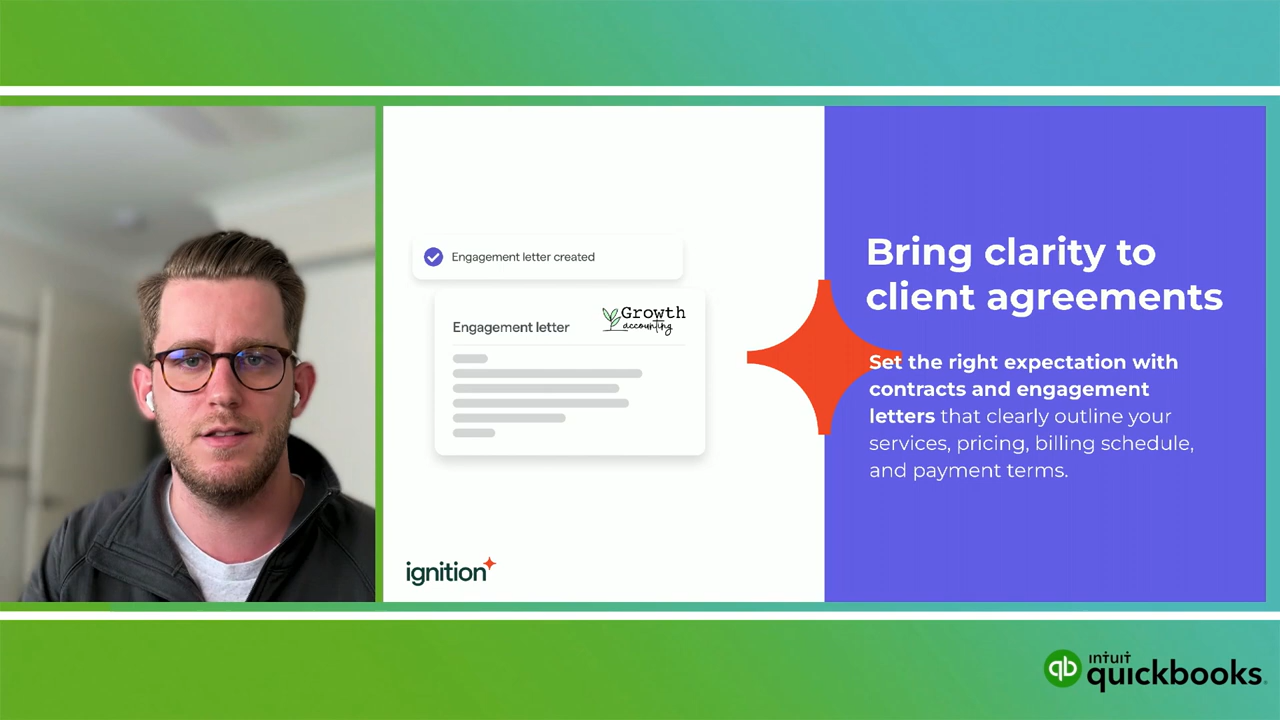 Engagement letter created
Engagement letter
Growth
accounting
ignition
Bring clarity to
client agreements
Set the right expectation with
contracts and engagement
letters that clearly outline your
services, pricing, billing schedule,
and payment terms.
qb
intuit
quickbooks.